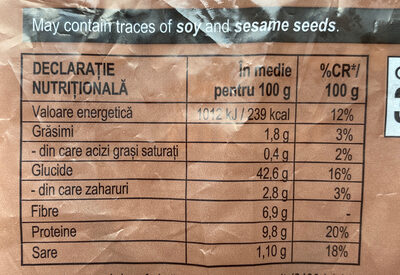 May contain traces of soy and sesame seeds.
DECLARAȚIE NUTRIȚIONALĂ În medie pentru 100 g %CR*/ 100 g
Valoare energetică 1012 kJ / 239 kcal 12%
Grăsimi 1,8 g 3%
- din care acizi grași saturați 0,4 g 2%
Glucide 42,6 g 16%
- din care zaharuri 2,8 g 3%
Fibre 6,9 g -
Proteine 9,8 g 20%
Sare 1,10 g 18%